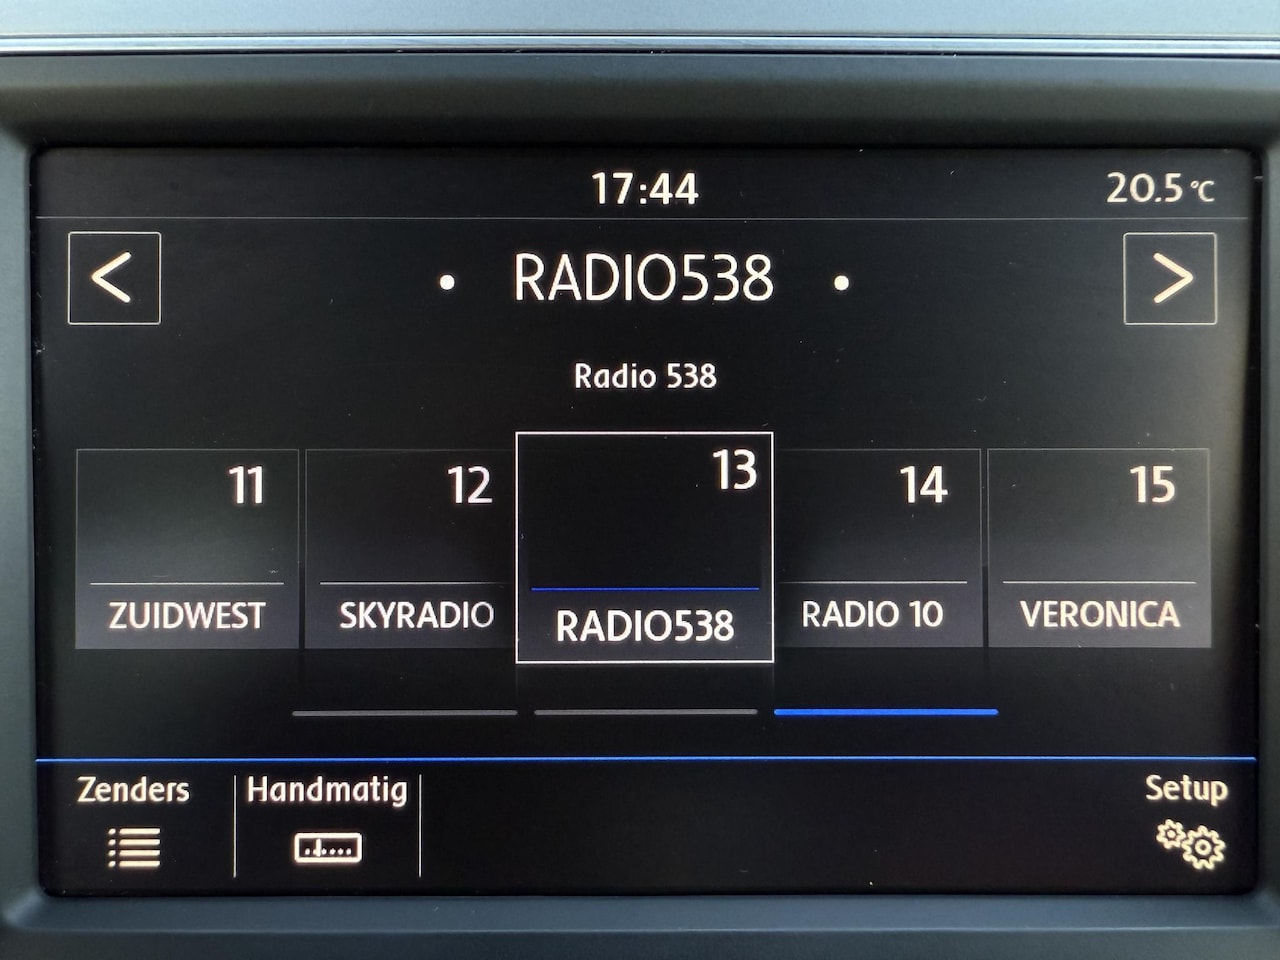 17:44
20.5 °C
< • RADIO538 • >
Radio 538
11 12 13 14 15
ZUIDWEST SKYRADIO RADIO538 RADIO 10 VERONICA
Zenders Handmatig Setup